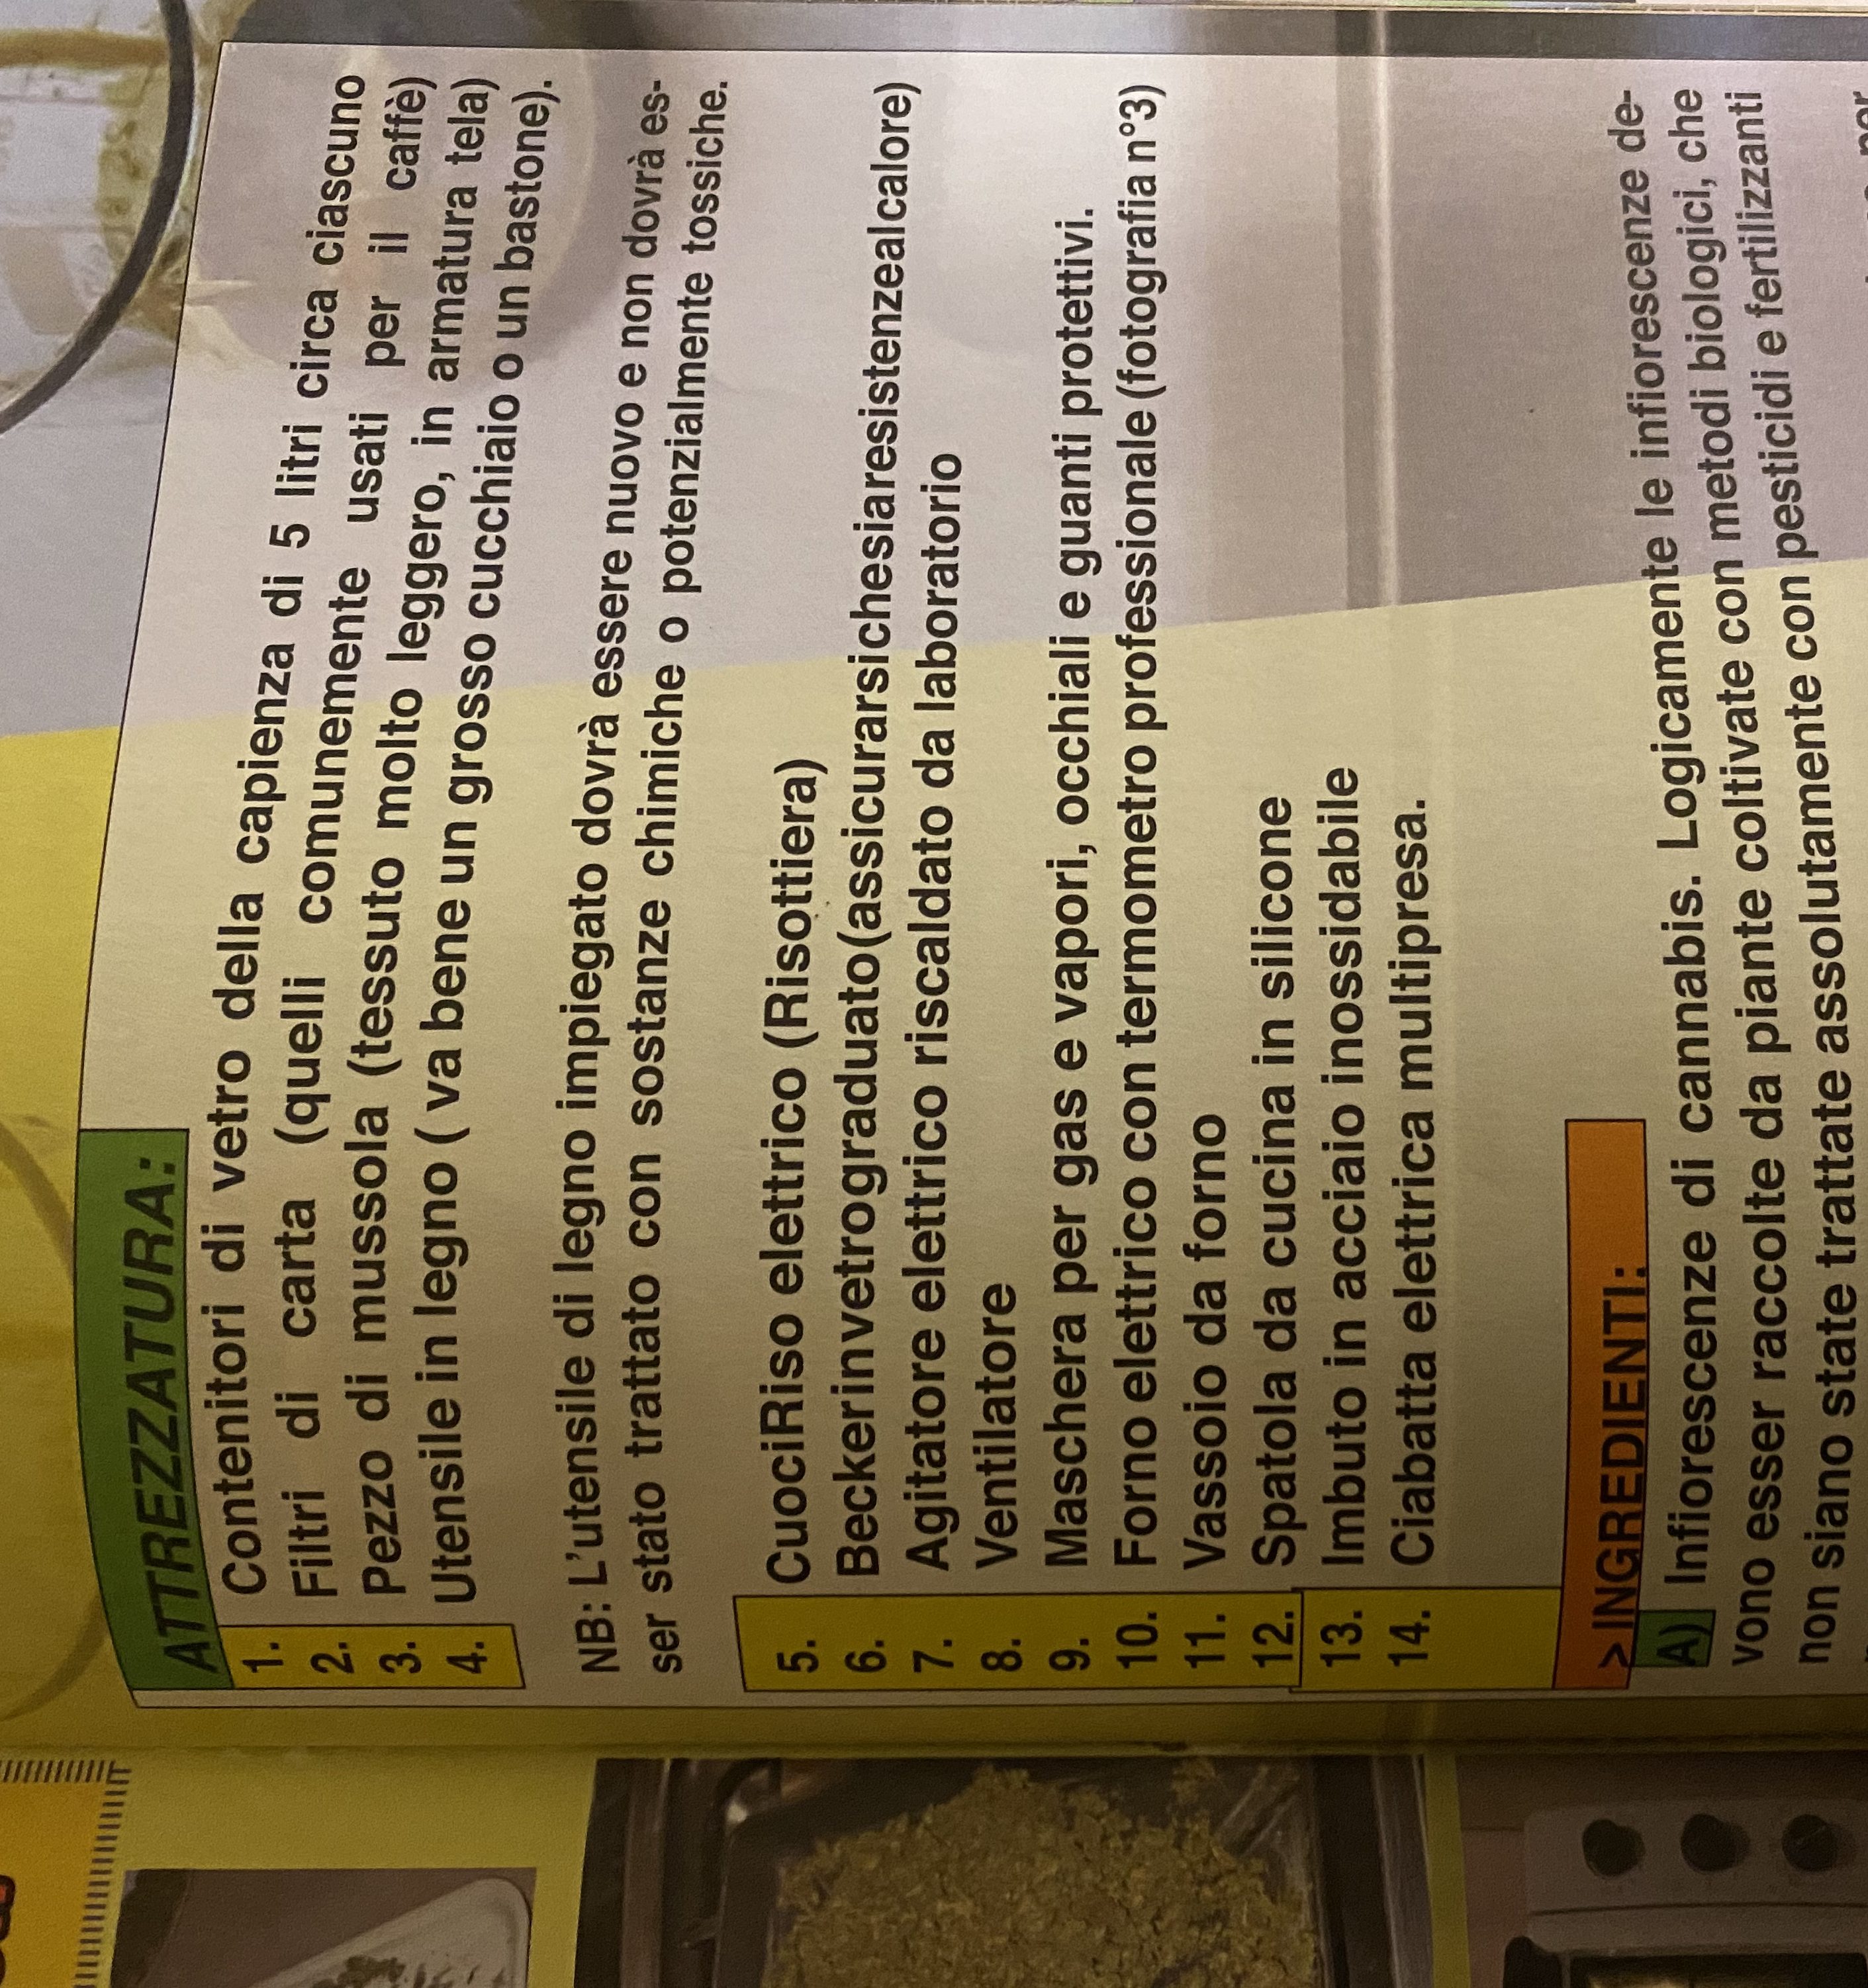 ATTREZZATURA:
1. Contenitori di vetro della capienza di 5 litri circa ciascuno
2. Filtri di carta (quelli comunemente usati per il caffè)
3. Pezzo di mussola (tessuto molto leggero, in armatura tela)
4. Utensile in legno ( va bene un grosso cucchiaio o un bastone).
NB: L'utensile di legno impiegato dovrà essere nuovo e non dovrà es-
ser stato trattato con sostanze chimiche o potenzialmente tossiche.
5. CuociRiso elettrico (Risottiera)
6. Beckerinvetrograduato(assicurarsichesiaresistenzealcalore)
7. Agitatore elettrico riscaldato da laboratorio
8. Ventilatore
9. Maschera per gas e vapori, occhiali e guanti protettivi.
10. Forno elettrico con termometro professionale (fotografia n°3)
11. Vassoio da forno
12. Spatola da cucina in silicone
13. Imbuto in acciaio inossidabile
14. Ciabatta elettrica multipresa.
>INGREDIENTI:
A) Infiorescenze di cannabis. Logicamente le infiorescenze de-
vono esser raccolte da piante coltivate con metodi biologici, che
non siano state trattate assolutamente con pesticidi e fertilizzanti
per